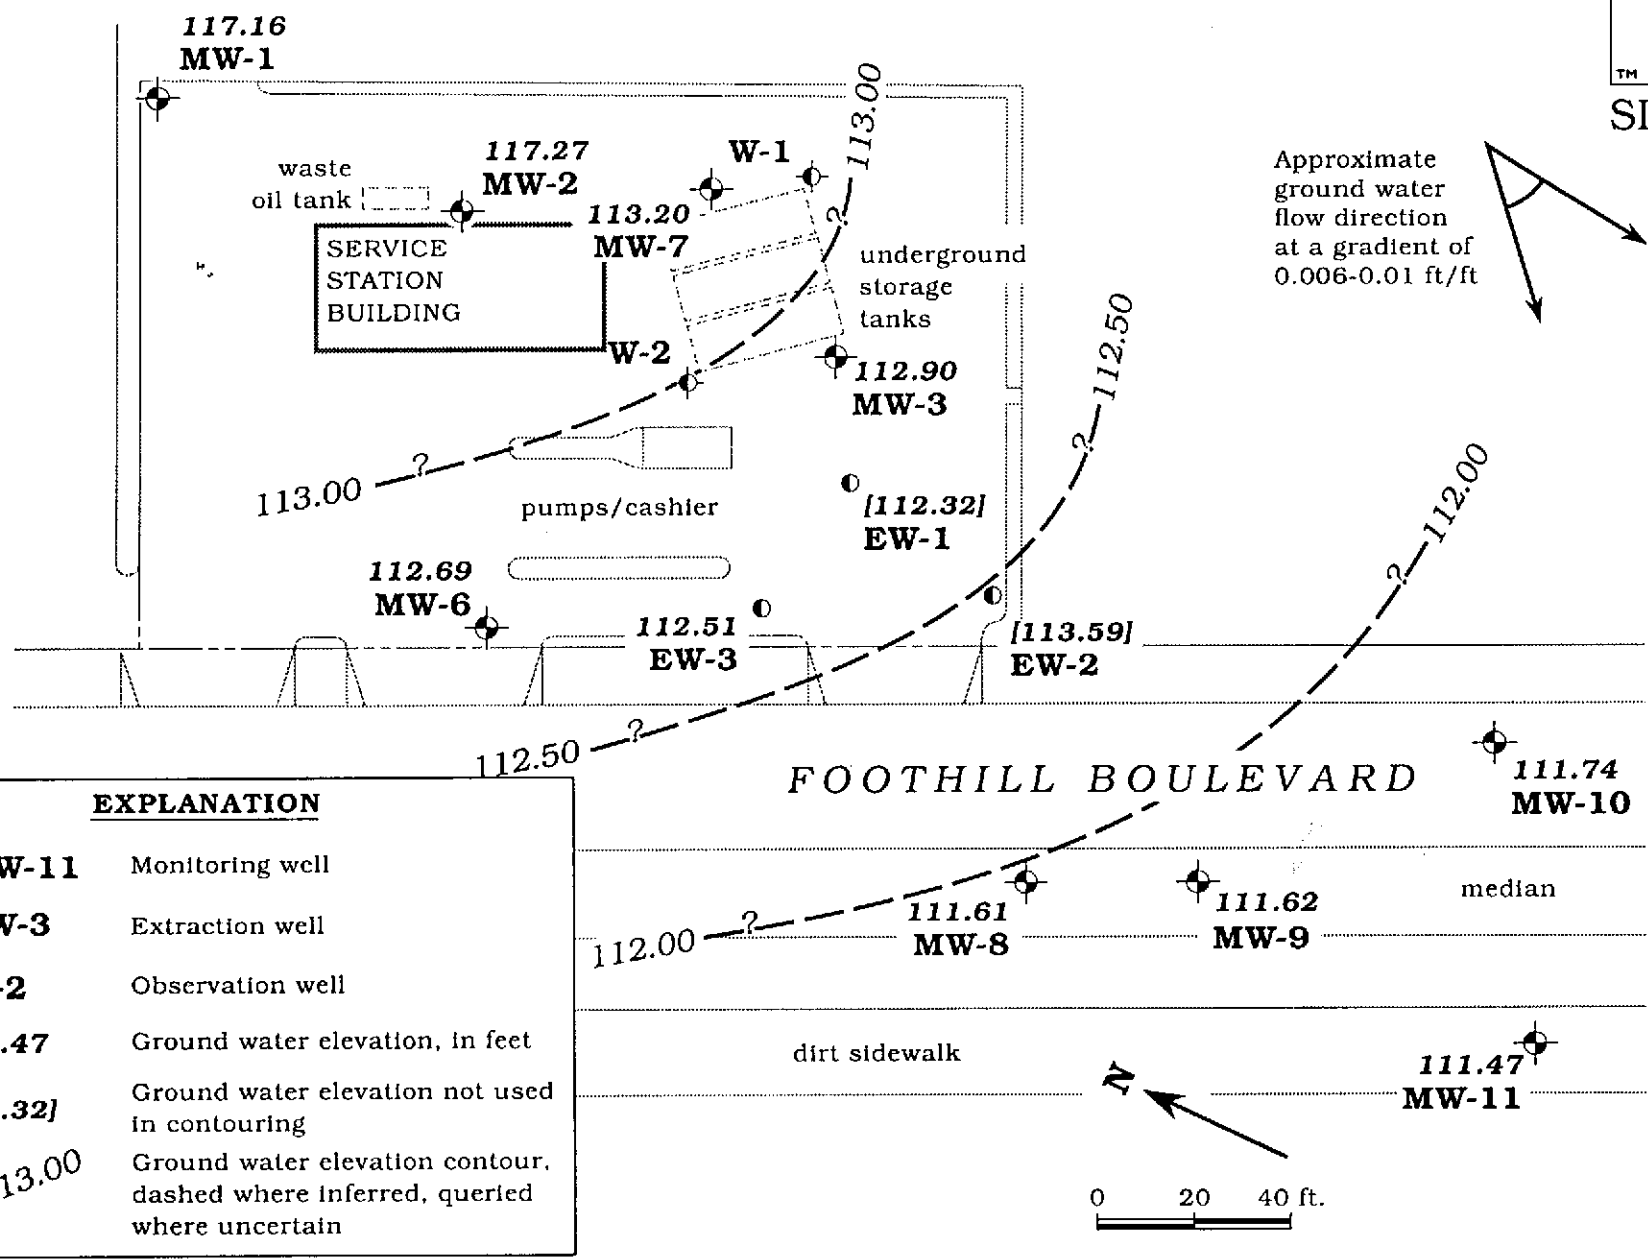 117.16
MW-1
TM
SI
waste
oil tank
117.27
MW-2
W-1
113.00
113.20
MW-7
SERVICE
STATION
BUILDING
?
underground
storage
tanks
Approximate
ground water
flow direction
at a gradient of
0.006-0.01 ft/ft
W-2
112.90
MW-3
112.50
?
113.00
?
pumps/cashier
[112.32]
EW-1
112.00
?
112.69
MW-6
112.51
EW-3
[113.59]
EW-2
112.50
?
FOOTHILL BOULEVARD
111.74
MW-10
EXPLANATION
W-11 Monitoring well
W-3 Extraction well
-2 Observation well
.47 Ground water elevation, in feet
.32] Ground water elevation not used
in contouring
13.00 Ground water elevation contour,
dashed where inferred, queried
where uncertain
112.00
?
111.61
MW-8
111.62
MW-9
median
dirt sidewalk
N
111.47
MW-11
0 20 40 ft.